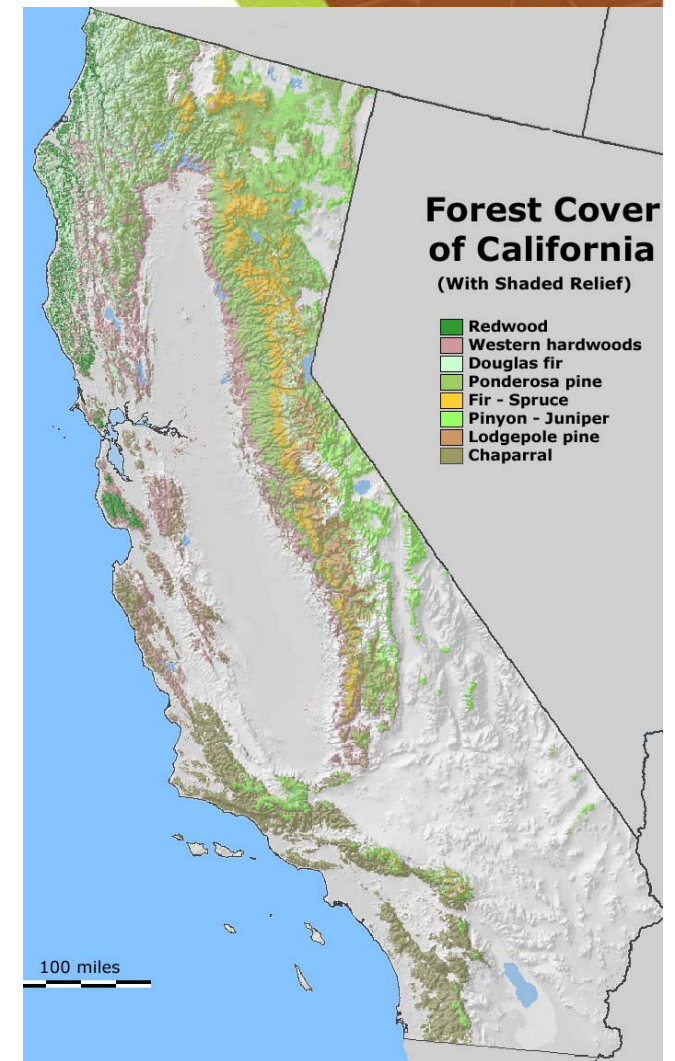 Forest Cover
of California
(With Shaded Relief)
Redwood
Western hardwoods
Douglas fir
Ponderosa pine
Fir - Spruce
Pinyon - Juniper
Lodgepole pine
Chaparral
100 miles